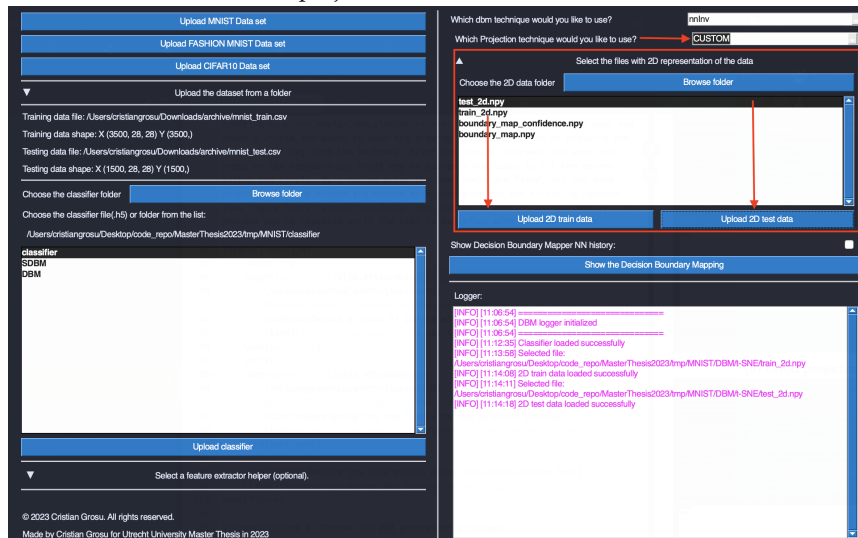 Upload MNIST Data set
Upload FASHION MNIST Data set
Upload CIFAR10 Data set
▼ Upload the dataset from a folder
Training data file: /Users/cristiangrosu/Downloads/archive/mnist_train.csv
Training data shape: X (3500, 28, 28) Y (3500,)
Testing data file: /Users/cristiangrosu/Downloads/archive/mnist_test.csv
Testing data shape: X (1500, 28, 28) Y (1500,)
Choose the classifier folder Browse folder
Choose the classifier file(.h5) or folder from the list:
/Users/cristiangrosu/Desktop/code_repo/MasterThesis2023/tmp/MNIST/classifier
classifier
SDBM
DBM
Upload classifier
▼ Select a feature extractor helper (optional).
© 2023 Cristian Grosu. All rights reserved.
Made by Cristian Grosu for Utrecht University Master Thesis in 2023
Which dbm technique would you like to use? nnInv
Which Projection technique would you like to use? CUSTOM
▲ Select the files with 2D representation of the data
Choose the 2D data folder Browse folder
test_2d.npy
train_2d.npy
boundary_map_confidence.npy
boundary_map.npy
Upload 2D train data Upload 2D test data
Show Decision Boundary Mapper NN history:
Show the Decision Boundary Mapping
Logger:
[INFO] [11:06:54] ==============================
[INFO] [11:06:54] DBM logger initialized
[INFO] [11:06:54] ==============================
[INFO] [11:12:35] Classifier loaded successfully
[INFO] [11:13:58] Selected file:
/Users/cristiangrosu/Desktop/code_repo/MasterThesis2023/tmp/MNIST/DBM/t-SNE/train_2d.npy
[INFO] [11:14:08] 2D train data loaded successfully
[INFO] [11:14:11] Selected file:
/Users/cristiangrosu/Desktop/code_repo/MasterThesis2023/tmp/MNIST/DBM/t-SNE/test_2d.npy
[INFO] [11:14:18] 2D test data loaded successfully